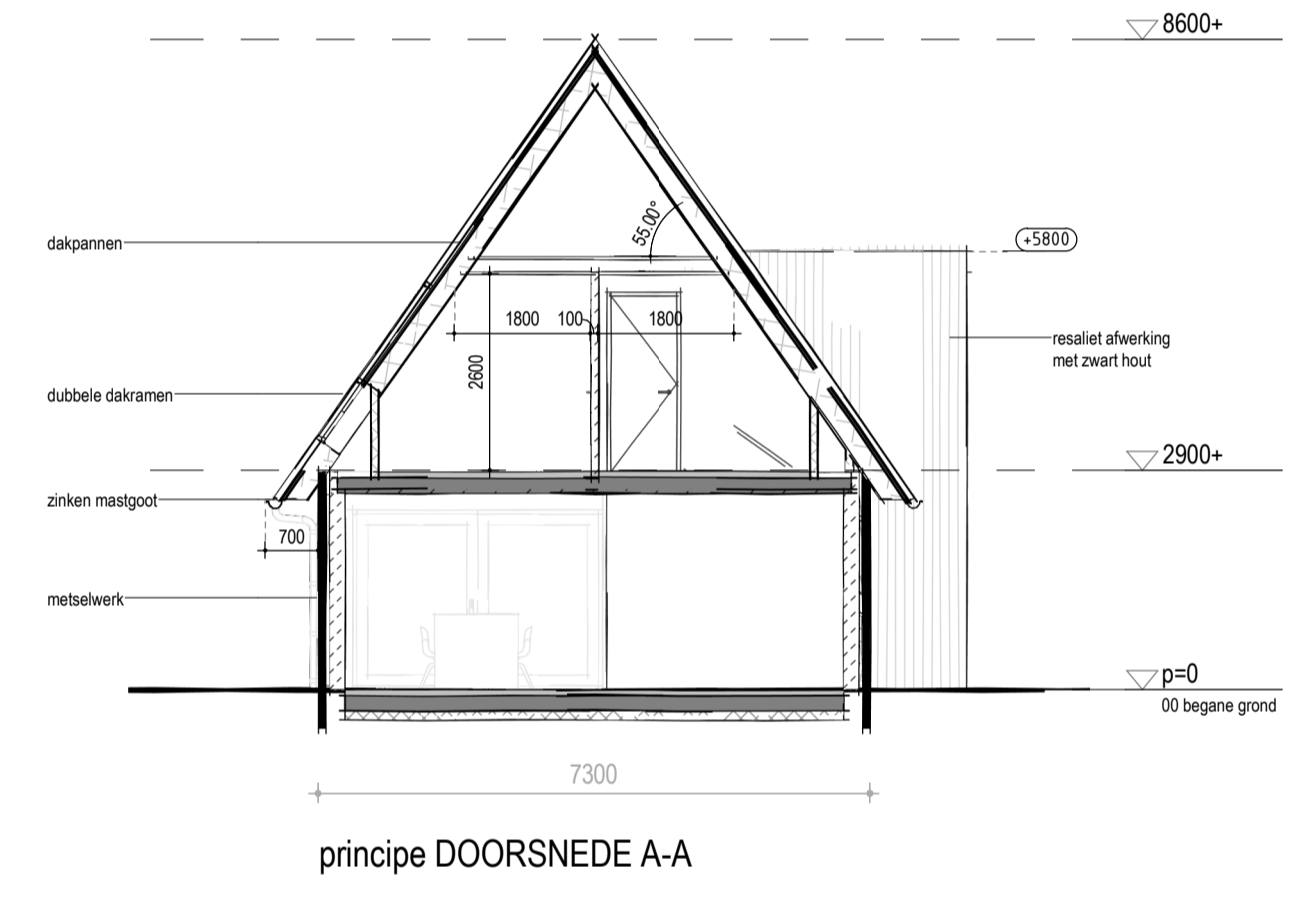 8600+
dakpannen
55.00°
+5800
1800
100
1800
resaliet afwerking
met zwart hout
2600
dubbele dakramen
2900+
zinken mastgoot
700
metselwerk
p=0
00 begane grond
7300
principe DOORSNEDE A-A